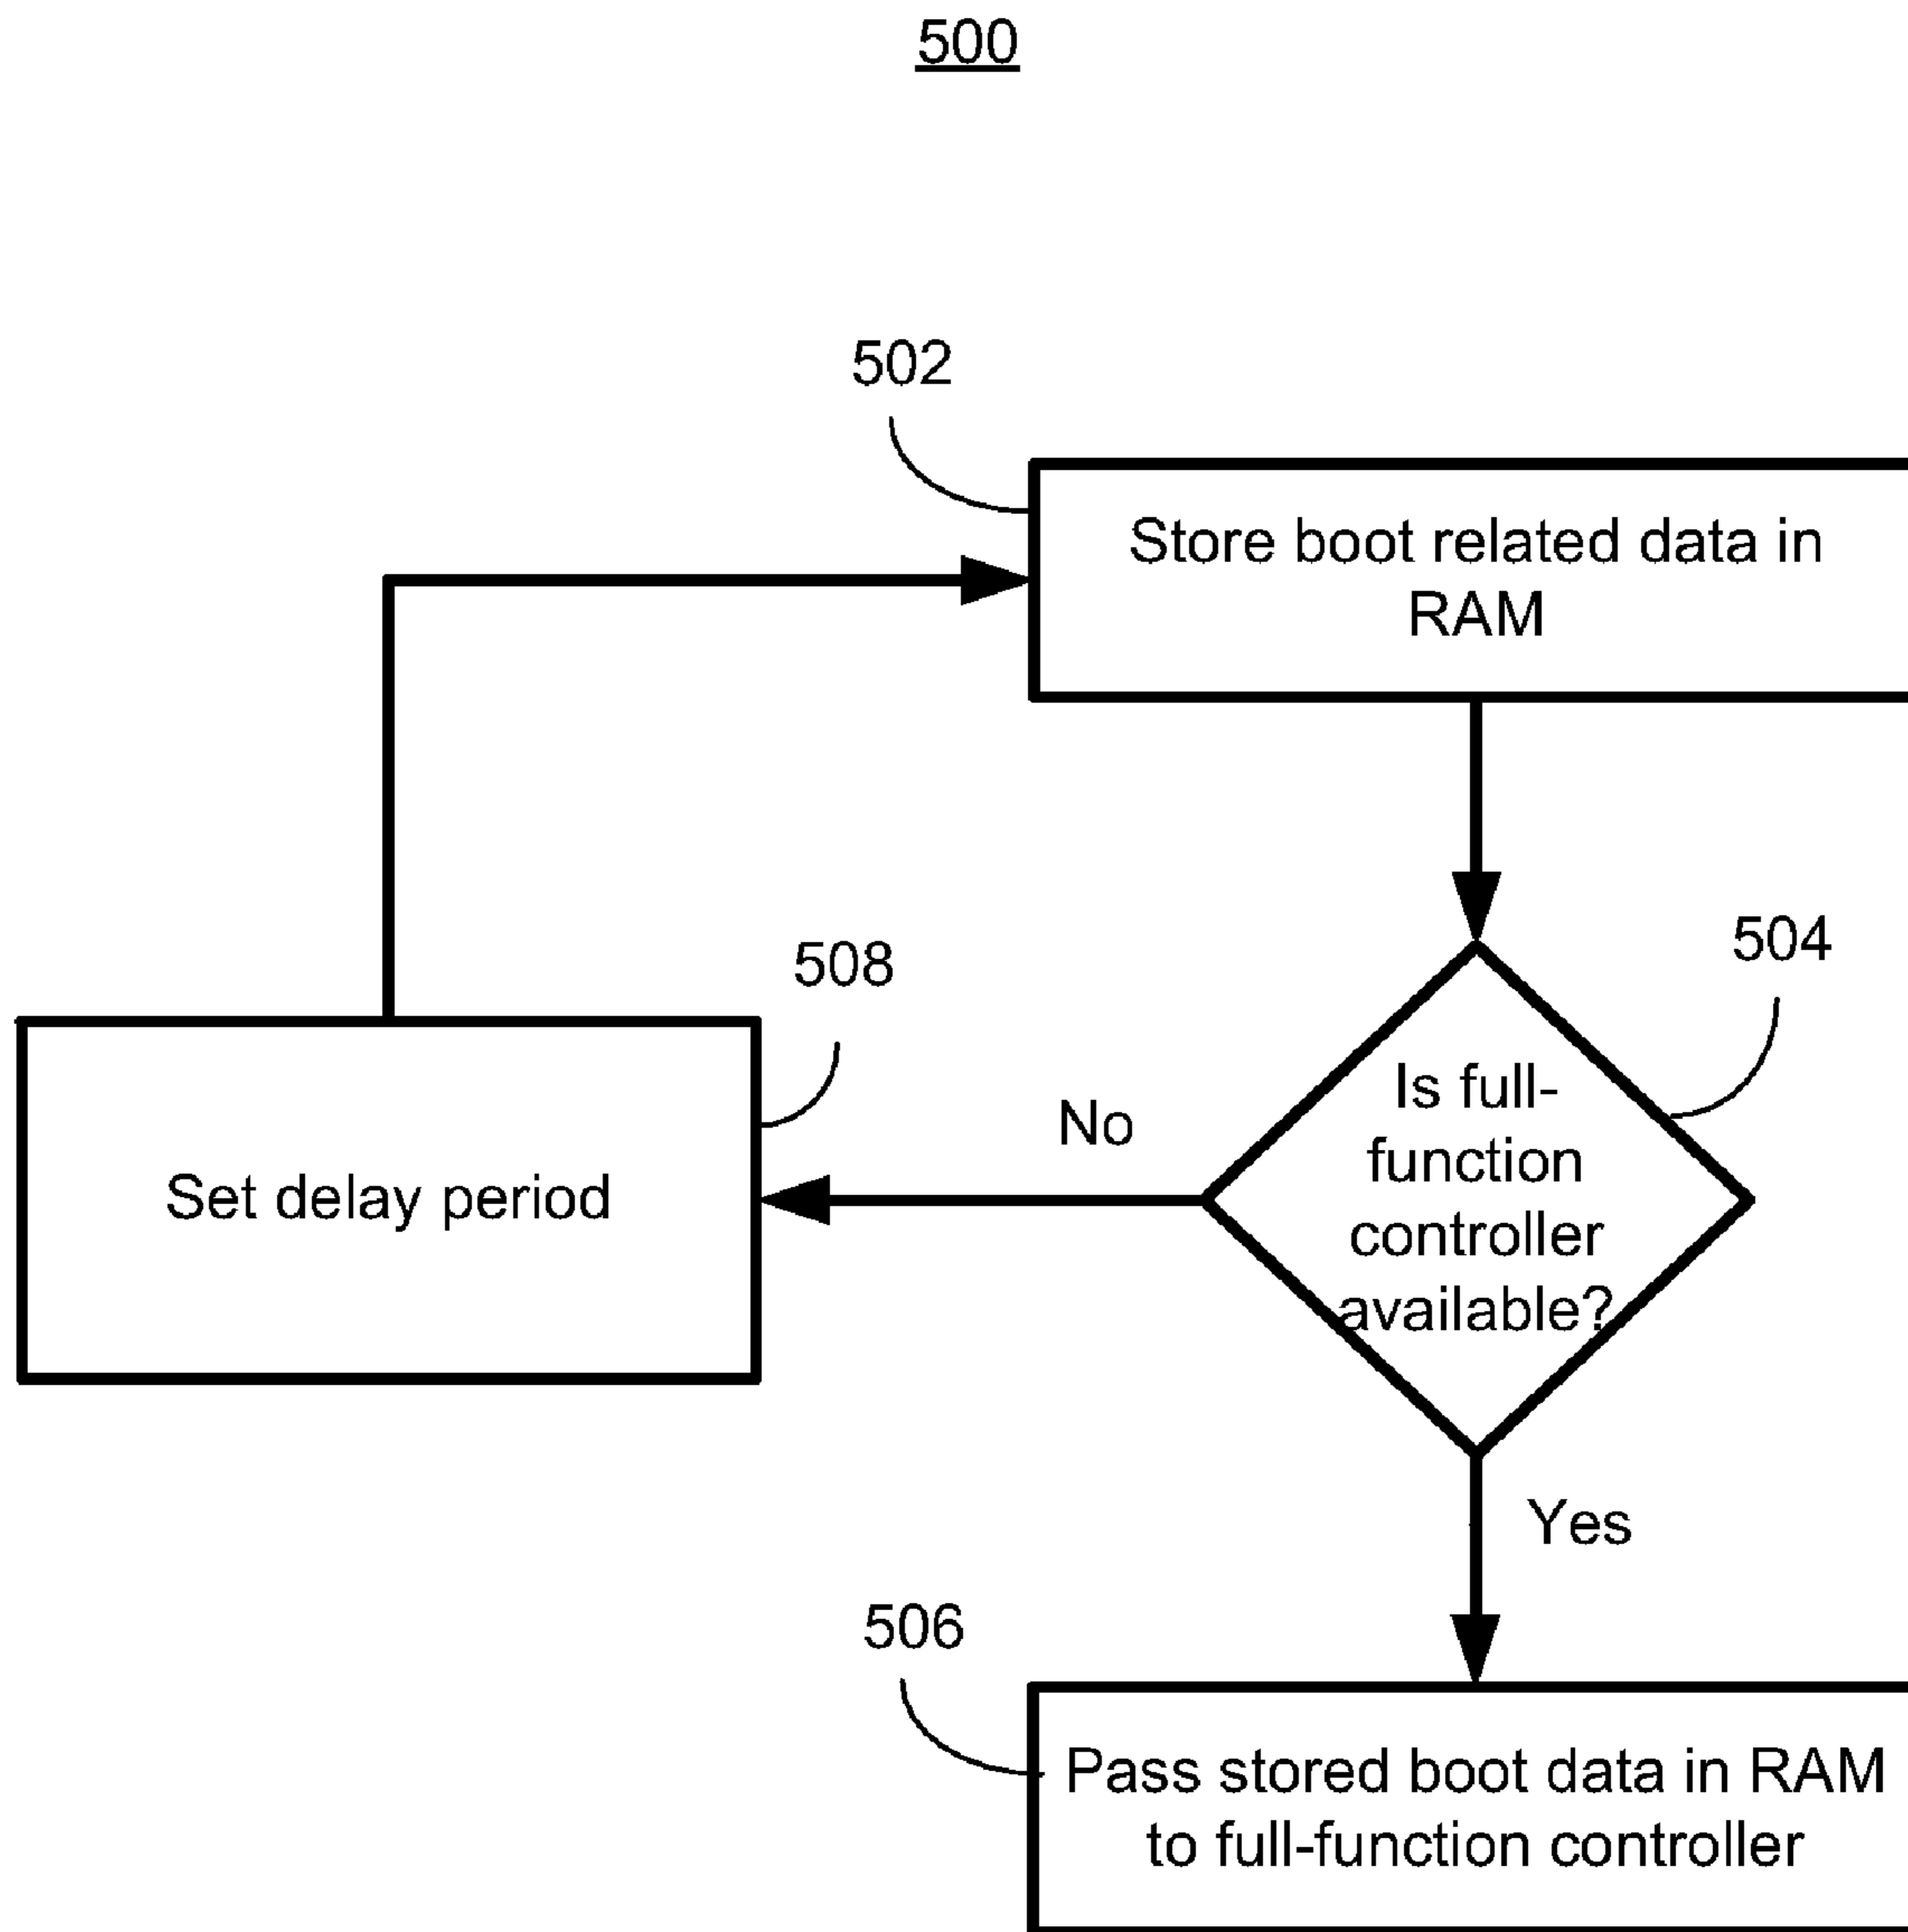 500
502
Store boot related data in
RAM
508
504
Is full-
function
controller
available?
No
Set delay period
Yes
506
Pass stored boot data in RAM
to full-function controller